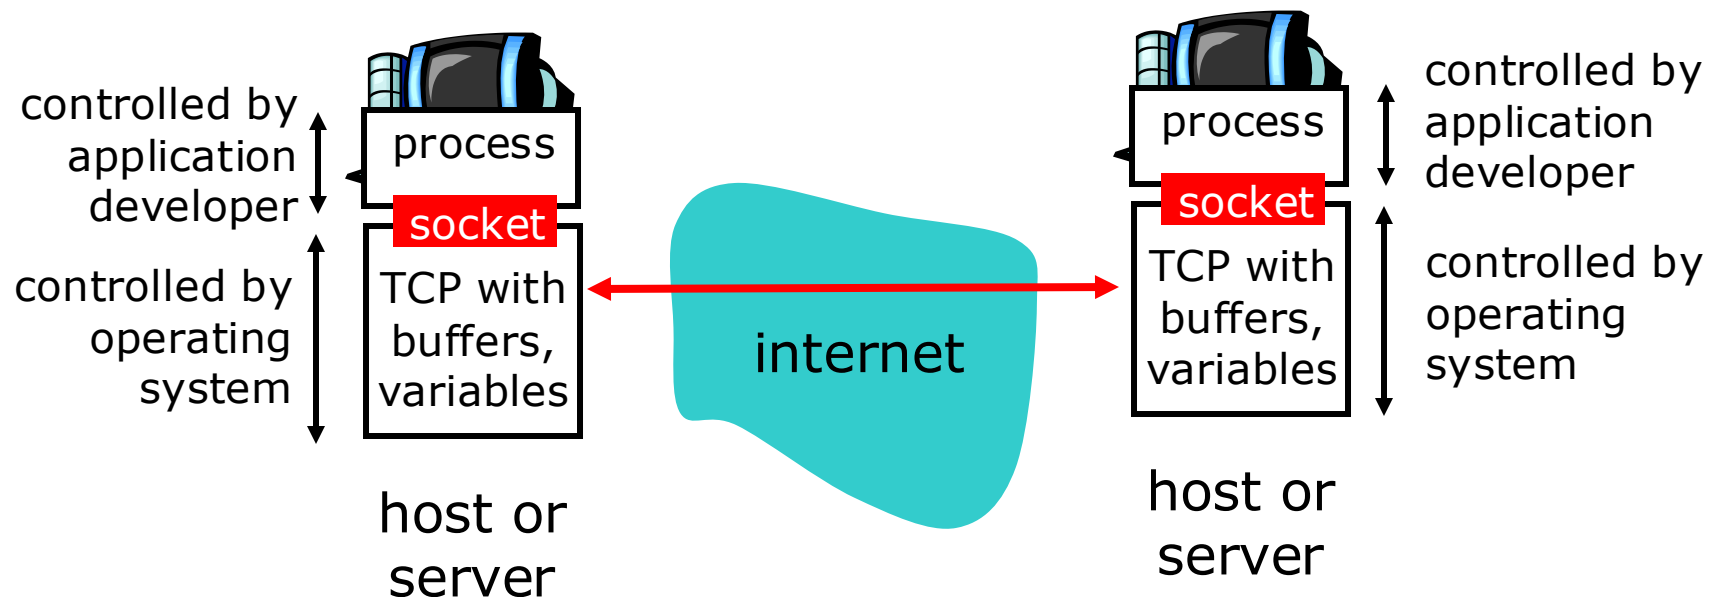 controlled by
application
developer
controlled by
operating
system
process
socket
TCP with
buffers,
variables
host or
server
internet
process
socket
TCP with
buffers,
variables
host or
server
controlled by
application
developer
controlled by
operating
system